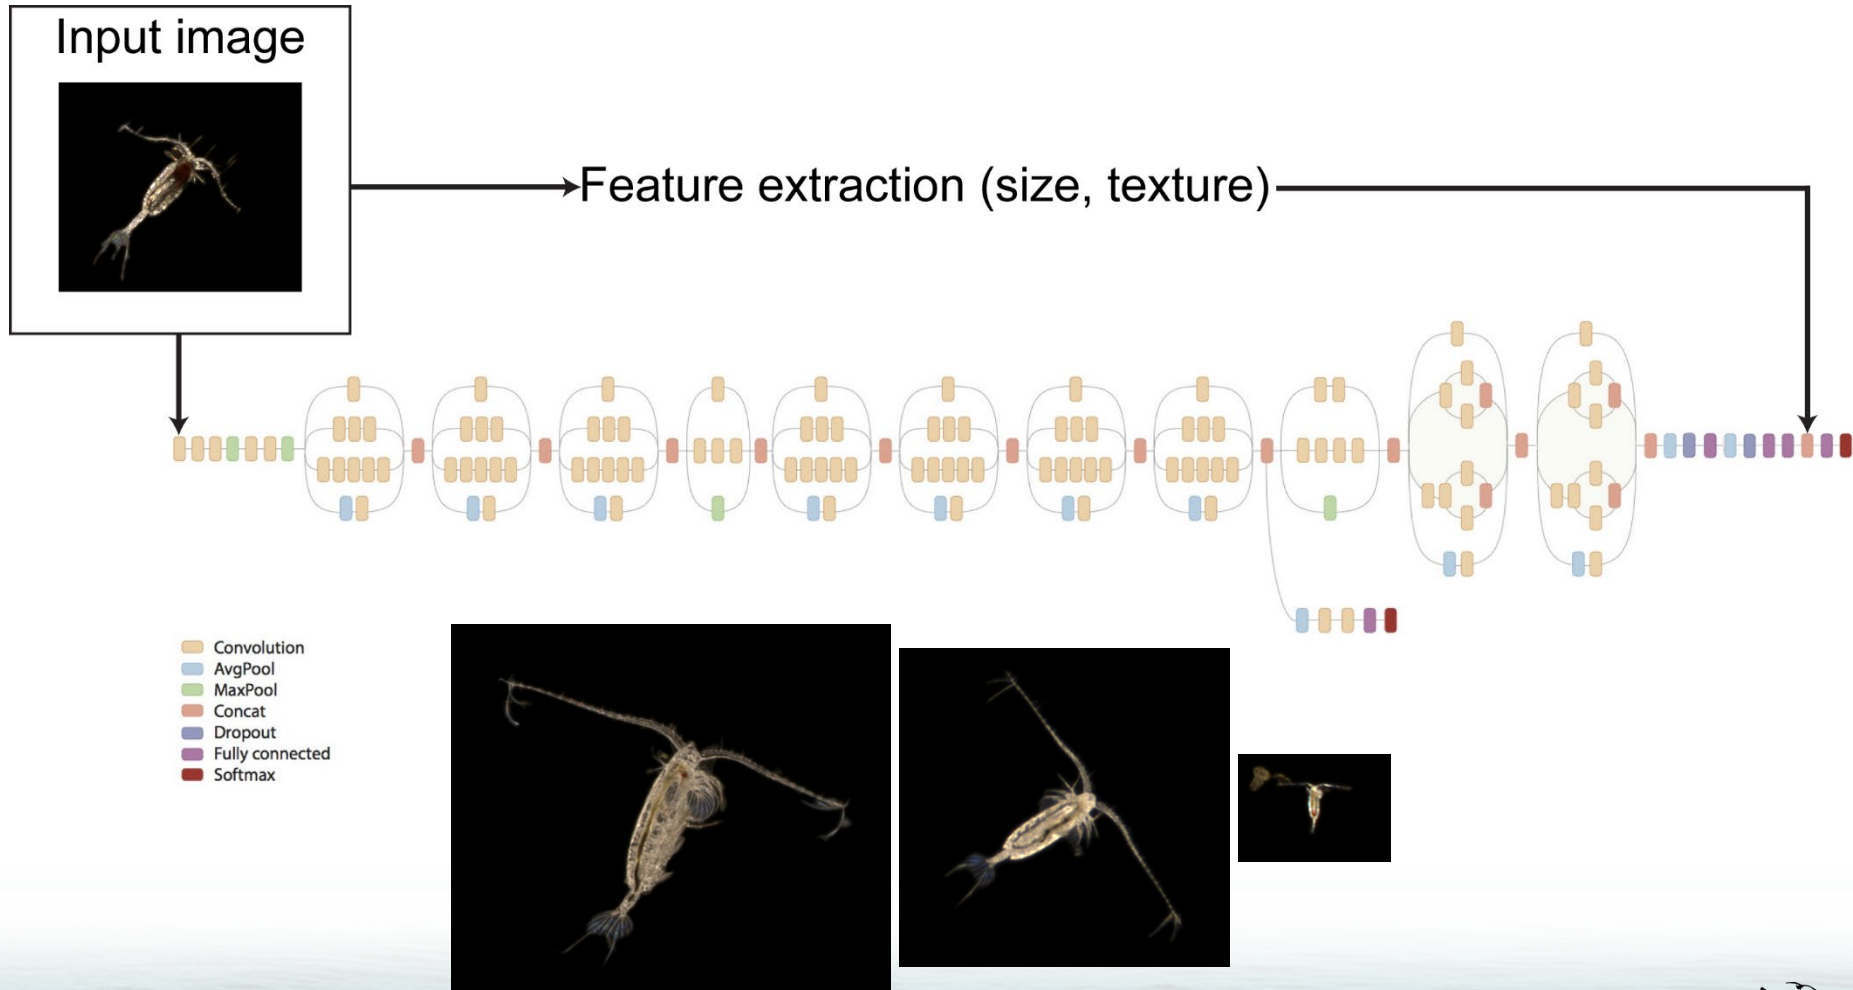 Input image
Feature extraction (size, texture)
Convolution
AvgPool
MaxPool
Concat
Dropout
Fully connected
Softmax